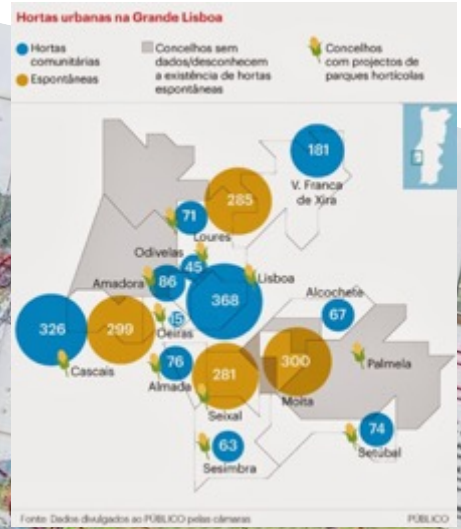 Hortas urbanas na Grande Lisboa
Hortas
comunitárias
Espontâneas
Concelhos sem
dados/desconhecem
a existência de hortas
espontâneas
Concelhos
com projectos de
parques hortícolas
181
V. Franca
de Xira
285
71
Loures
Odivelas
45
Amadora
86
Lisboa
368
Alcochete
67
326
299
15
Oeiras
Cascais
76
Almada
281
Seixal
300
Moita
Palmela
63
Sesimbra
74
Setúbal
Fonte: Dados divulgados ao PÚBLICO pelas câmaras
PÚBLICO